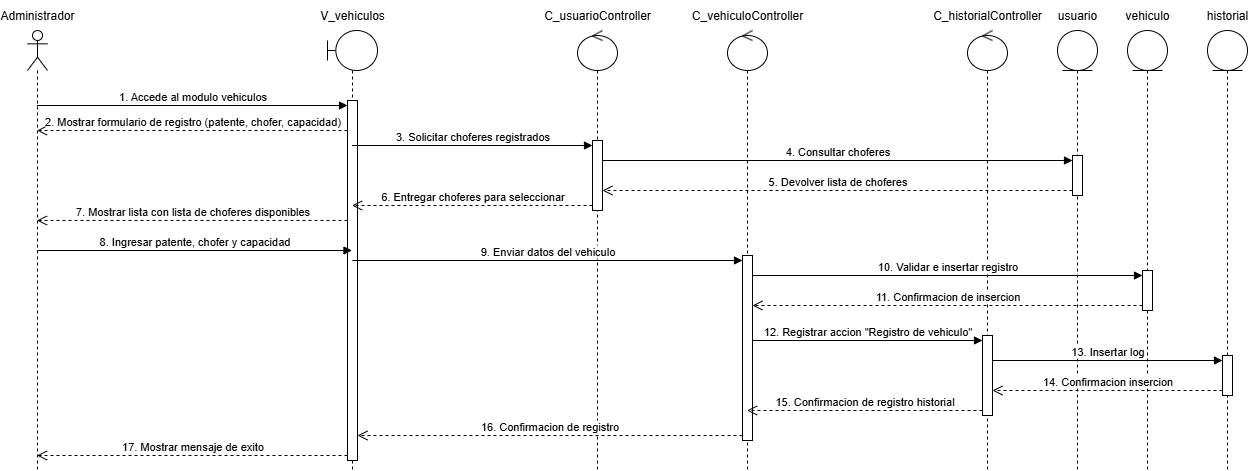 Administrador
V_vehiculos
C_usuarioController
C_vehiculoController
C_historialController
usuario
vehiculo
historial
1. Accede al modulo vehiculos
2. Mostrar formulario de registro (patente, chofer, capacidad)
3. Solicitar choferes registrados
4. Consultar choferes
5. Devolver lista de choferes
6. Entregar choferes para seleccionar
7. Mostrar lista con lista de choferes disponibles
8. Ingresar patente, chofer y capacidad
9. Enviar datos del vehiculo
10. Validar e insertar registro
11. Confirmacion de insercion
12. Registrar accion "Registro de vehiculo"
13. Insertar log
14. Confirmacion insercion
15. Confirmacion de registro historial
16. Confirmacion de registro
17. Mostrar mensaje de exito